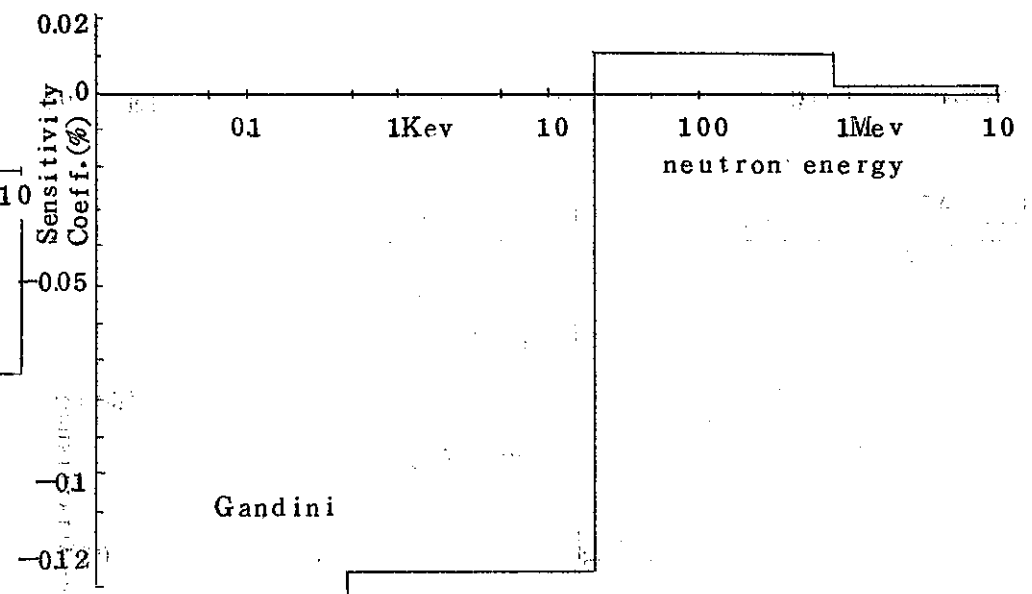 0.02
0
Sensitivity
Coeff.(%)
0.1 1Kev 10 100 1Mev 10
neutron energy
10
-0.05
-0.1
Gandini
-0.12